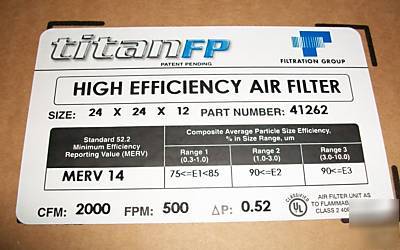 titanFP
PATENT PENDING
FILTRATION GROUP
HIGH EFFICIENCY AIR FILTER
SIZE: 24 X 24 X 12 PART NUMBER: 41262
Standard 52.2
Minimum Efficiency
Reporting Value (MERV)
Composite Average Particle Size Efficiency,
% in Size Range, um
Range 1
(0.3-1.0)
Range 2
(1.0-3.0)
Range 3
(3.0-10.0)
MERV 14
75<=E1<85
90<=E2
90<=E3
CFM: 2000 FPM: 500 ΔP: 0.52
CLASSIFIED
UL
AIR FILTER UNIT AS
TO FLAMMAB
CLASS 2